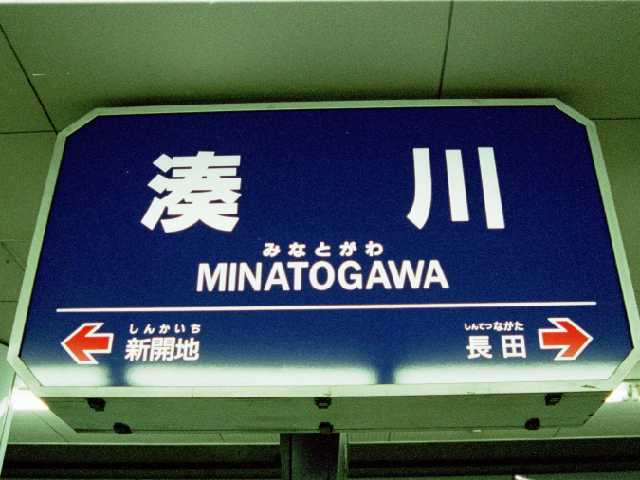 湊川
みなとがわ
MINATOGAWA
しんかいち
新開地
しんてつながた
長田